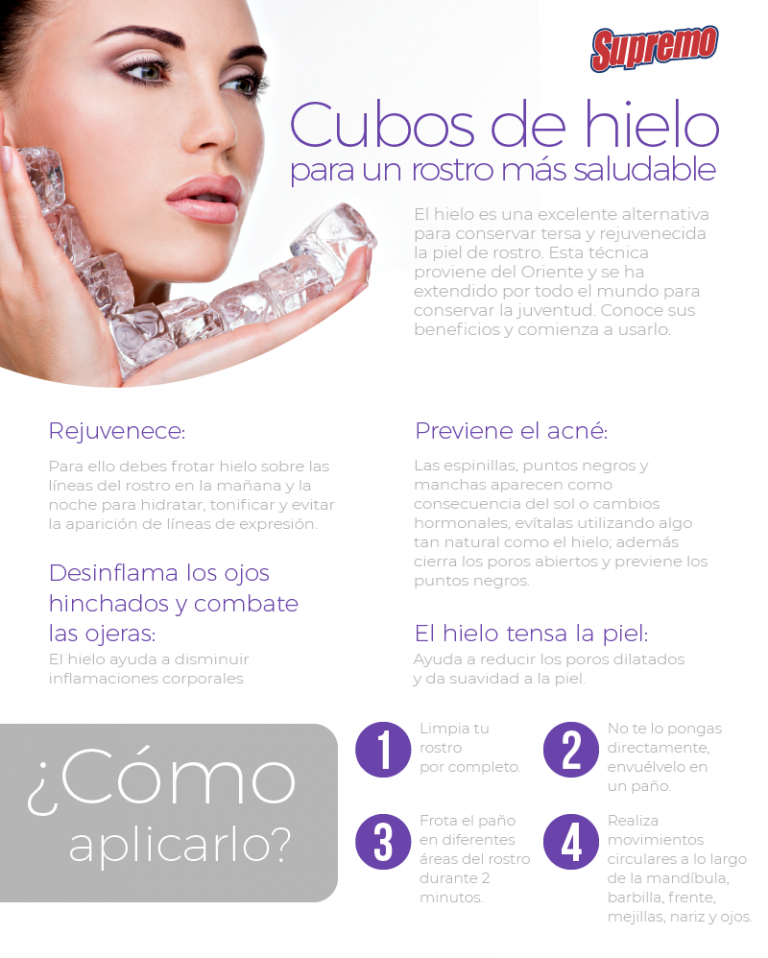 Supremo
Cubos de hielo
para un rostro más saludable
El hielo es una excelente alternativa
para conservar tersa y rejuvenecida
la piel de rostro. Esta técnica
proviene del Oriente y se ha
extendido por todo el mundo para
conservar la juventud. Conoce sus
beneficios y comienza a usarlo.
Rejuvenece:
Para ello debes frotar hielo sobre las
líneas del rostro en la mañana y la
noche para hidratar, tonificar y evitar
la aparición de líneas de expresión.
Desinflama los ojos
hinchados y combate
las ojeras:
El hielo ayuda a disminuir
inflamaciones corporales
Previene el acné:
Las espinillas, puntos negros y
manchas aparecen como
consecuencia del sol o cambios
hormonales, evítalas utilizando algo
tan natural como el hielo; además
cierra los poros abiertos y previene los
puntos negros.
El hielo tensa la piel:
Ayuda a reducir los poros dilatados
y da suavidad a la piel.
¿Cómo
aplicarlo?
1
Limpia tu
rostro
por completo.
2
No te lo pongas
directamente,
envuélvelo en
un paño.
3
Frota el paño
en diferentes
áreas del rostro
durante 2
minutos.
4
Realiza
movimientos
circulares a lo largo
de la mandíbula,
barbilla, frente,
mejillas, nariz y ojos.